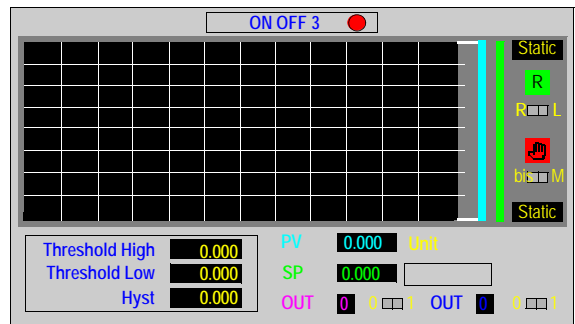 ON OFF 3
Static
R
R L
bis M
Static
Threshold High 0.000
Threshold Low 0.000
Hyst 0.000
PV 0.000 Unit
SP 0.000
OUT 0 0 1 OUT 0 0 1